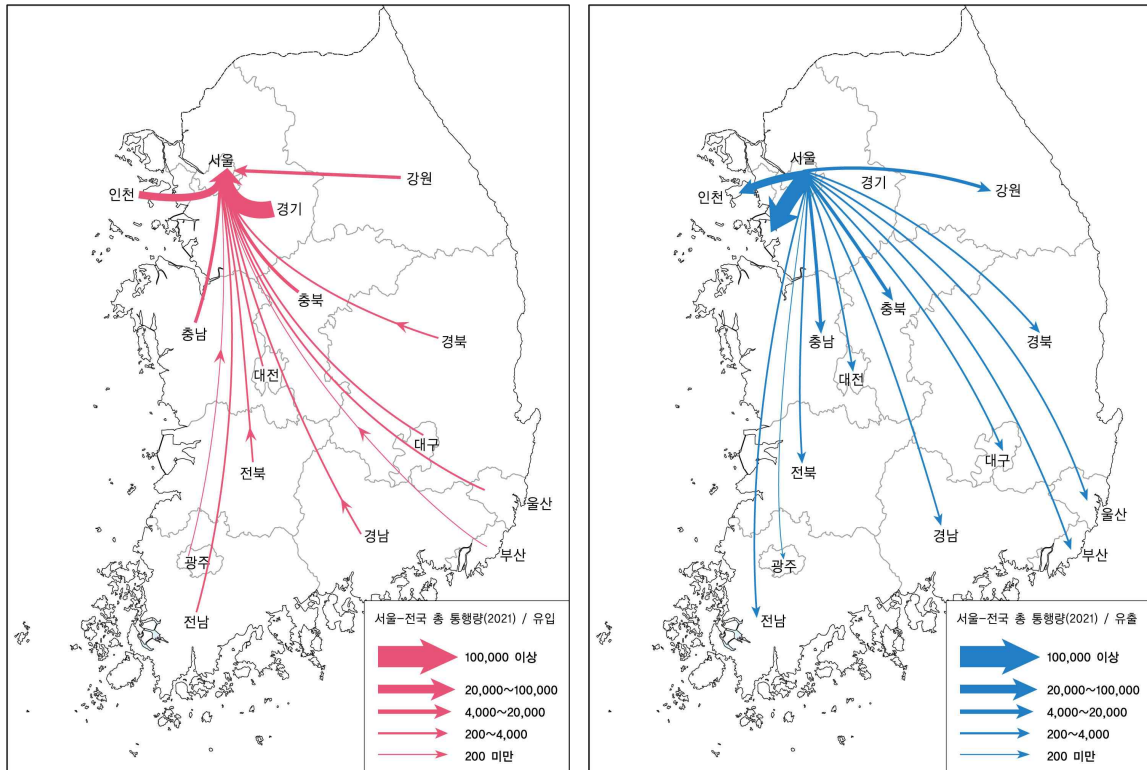 서울
인천
강원
경기
충북
충남
경북
대전
대구
전북
울산
경남
부산
광주
전남
서울-전국 총 통행량(2021) / 유입
100,000 이상
20,000~100,000
4,000~20,000
200~4,000
200 미만
서울
경기
인천
강원
충북
충남
경북
대전
대구
전북
울산
경남
부산
광주
전남
서울-전국 총 통행량(2021) / 유출
100,000 이상
20,000~100,000
4,000~20,000
200~4,000
200 미만